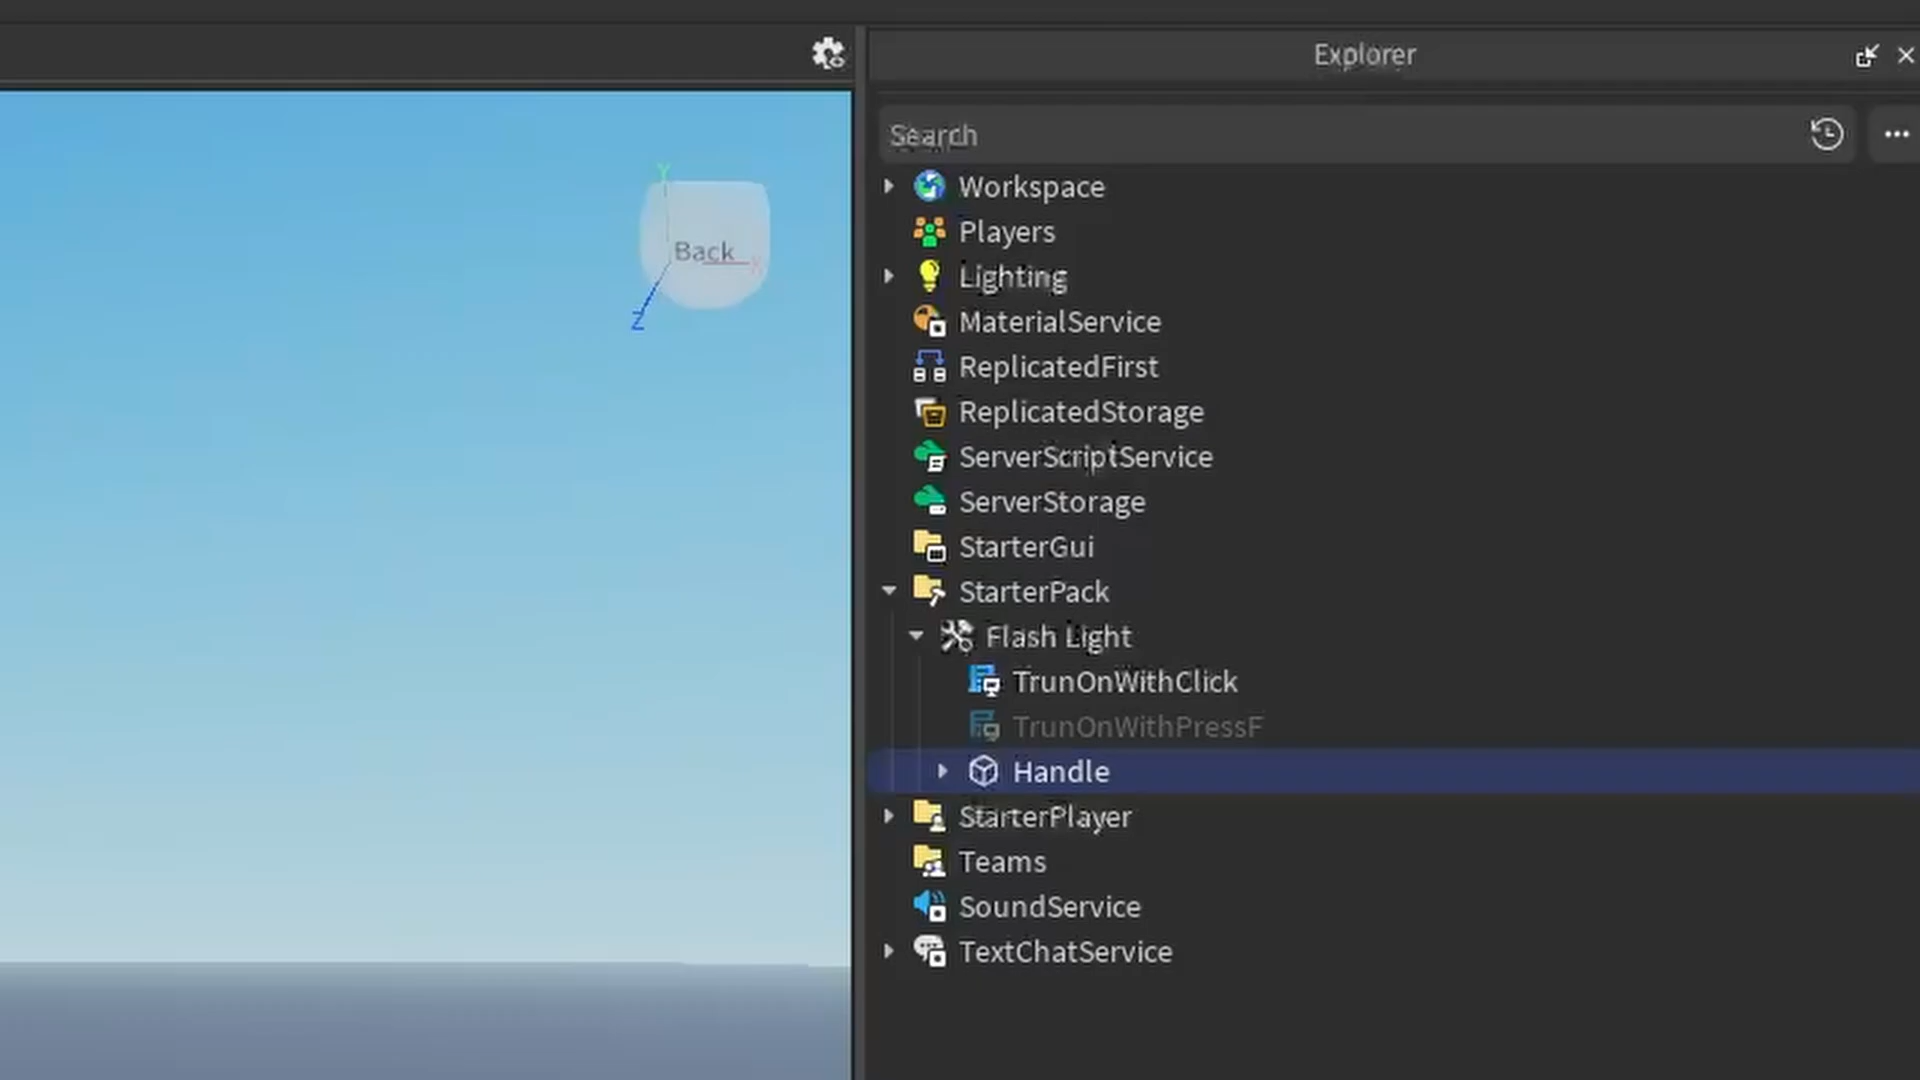 Explorer
Search
Y
Back
X
Z
Workspace
Players
Lighting
MaterialService
ReplicatedFirst
ReplicatedStorage
ServerScriptService
ServerStorage
StarterGui
StarterPack
Flash Light
TrunOnWithClick
TrunOnWithPressF
Handle
StarterPlayer
Teams
SoundService
TextChatService